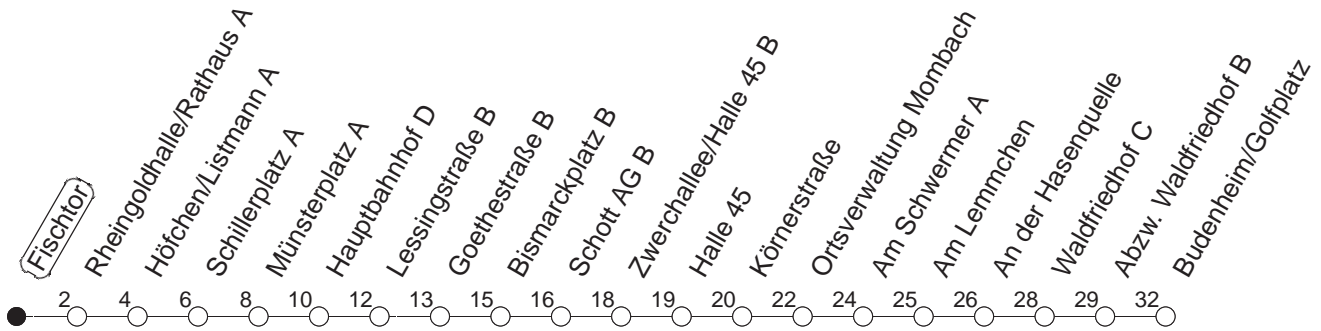 Fischtor
Rheingoldhalle/Rathaus A
Höfchen/Listmann A
Schillerplatz A
Münsterplatz A
Hauptbahnhof D
Lessingstraße B
Goethestraße B
Bismarckplatz B
Schott AG B
Zwerchallee/Halle 45 B
Halle 45
Körnerstraße
Ortsverwaltung Mombach
Am Schwermer A
Am Lemmchen
An der Hasenquelle
Waldfriedhof C
Abzw. Waldfriedhof B
Budenheim/Golfplatz
2 4 6 8 10 12 13 15 16 18 19 20 22 24 25 26 28 29 32